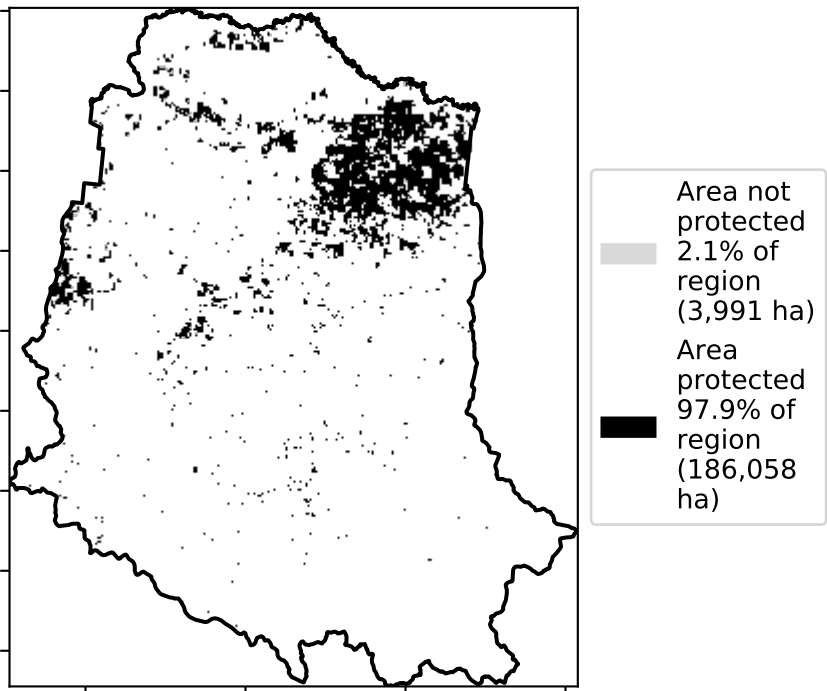 Area not
protected
2.1% of
region
(3,991 ha)
Area
protected
97.9% of
region
(186,058
ha)